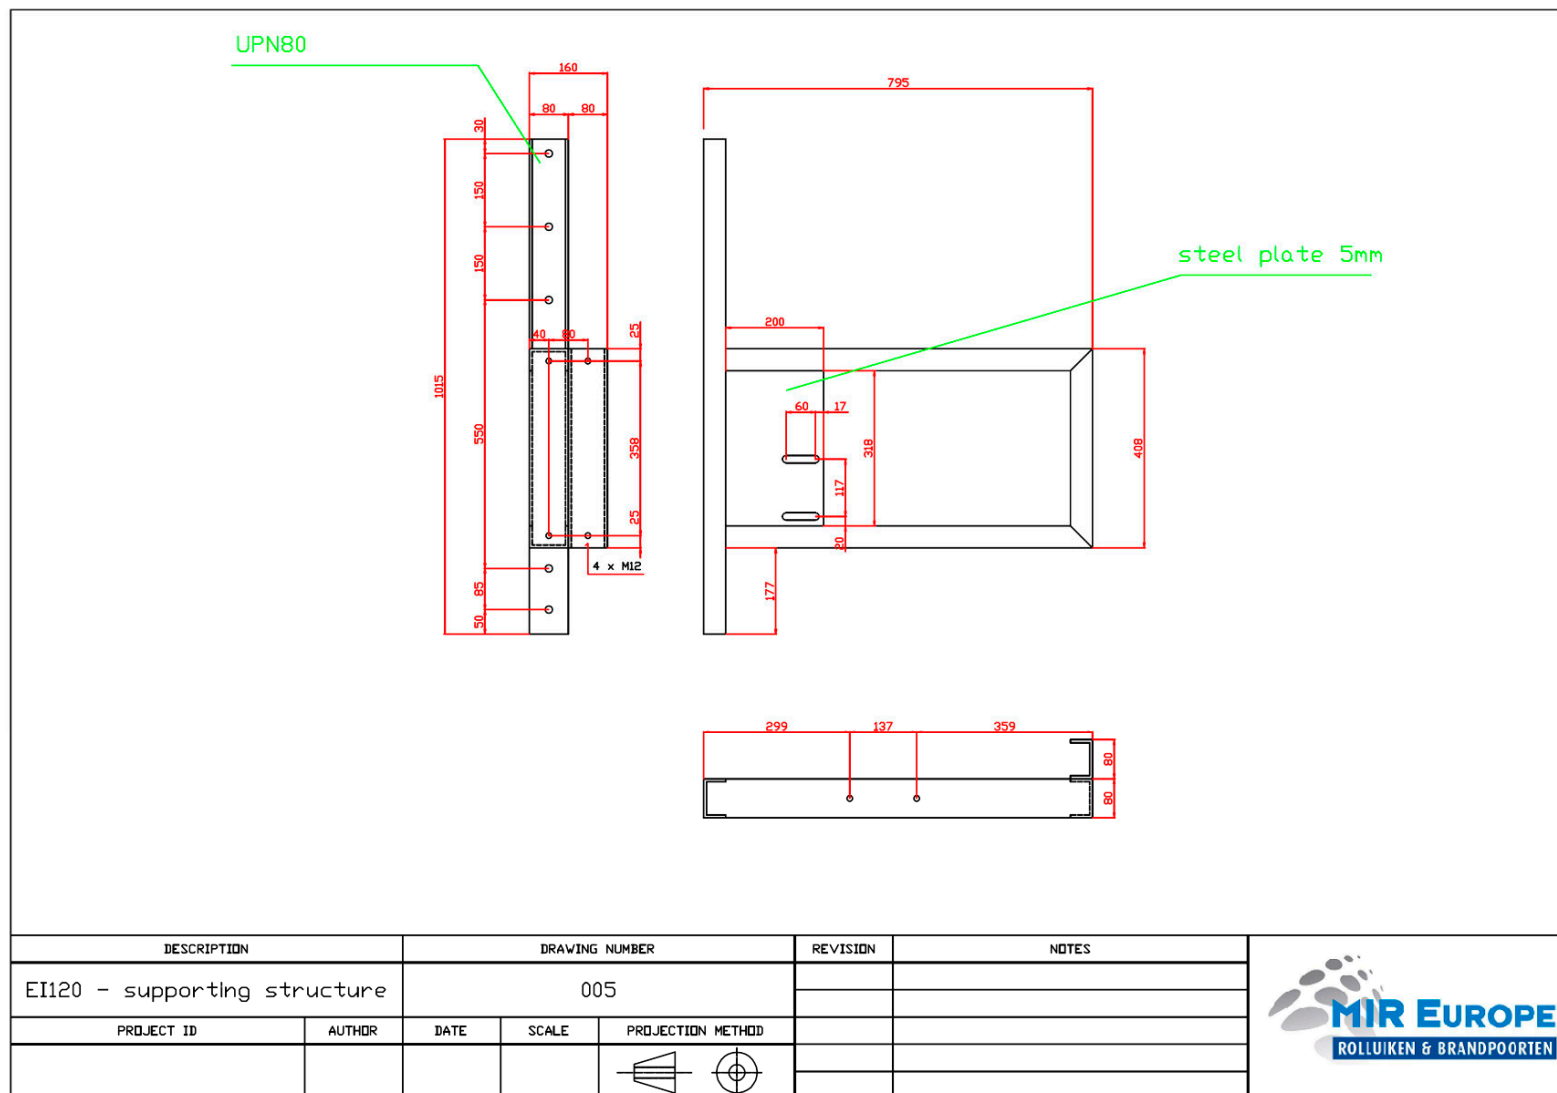 UPN80
160
80
80
30
150
150
550
85
50
1015
40
80
25
358
25
4 x M12
795
steel plate 5mm
200
60
17
318
117
20
177
408
299
137
359
80
80
DESCRIPTION
DRAWING NUMBER
REVISION
NOTES
EI120 - supporting structure
005
PROJECT ID
AUTHOR
DATE
SCALE
PROJECTION METHOD
MIR EUROPE
ROLLUIKEN & BRANDPOORTEN